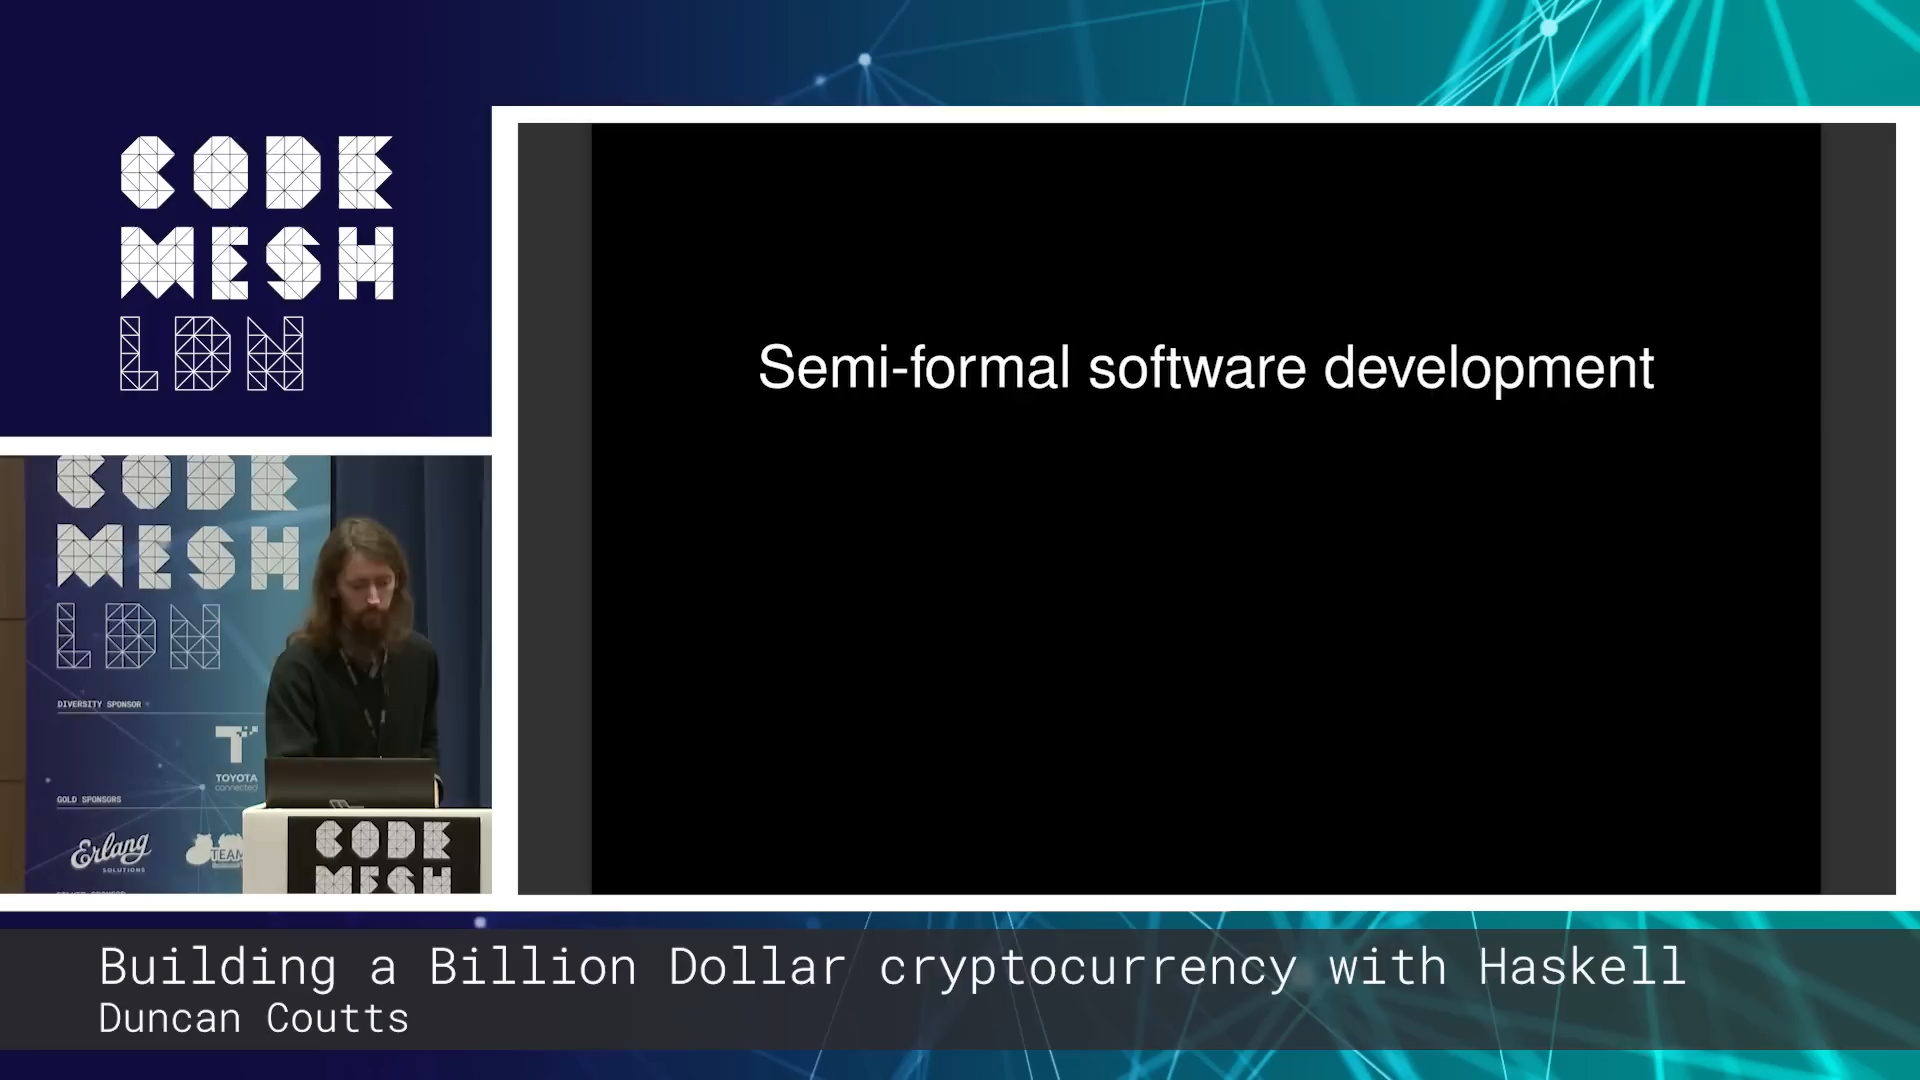 CODE
MESH
LDN
Semi-formal software development
CODE
MESH
LDN
DIVERSITY SPONSOR
TOYOTA
connected
GOLD SPONSORS
Erlang
SOLUTIONS
TEAM
CODE
MESH
Building a Billion Dollar cryptocurrency with Haskell
Duncan Coutts